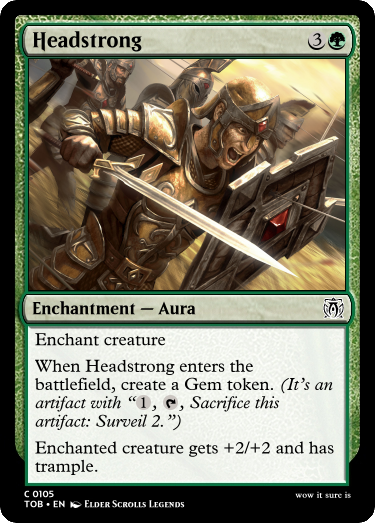 Headstrong 3
Enchantment — Aura
Enchant creature
When Headstrong enters the
battlefield, create a Gem token. (It's an
artifact with “1, , Sacrifice this
artifact: Surveil 2.”)
Enchanted creature gets +2/+2 and has
trample.
C 0105
TOB • EN Elder Scrolls Legends
wow it sure is